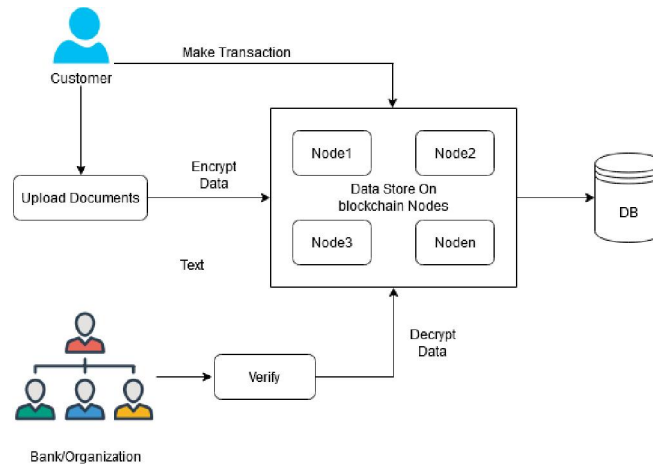 Make Transaction
Customer
Node1
Node2
Encrypt
Data
Upload Documents
Data Store On
blockchain Nodes
DB
Node3
Noden
Text
Decrypt
Data
Verify
Bank/Organization